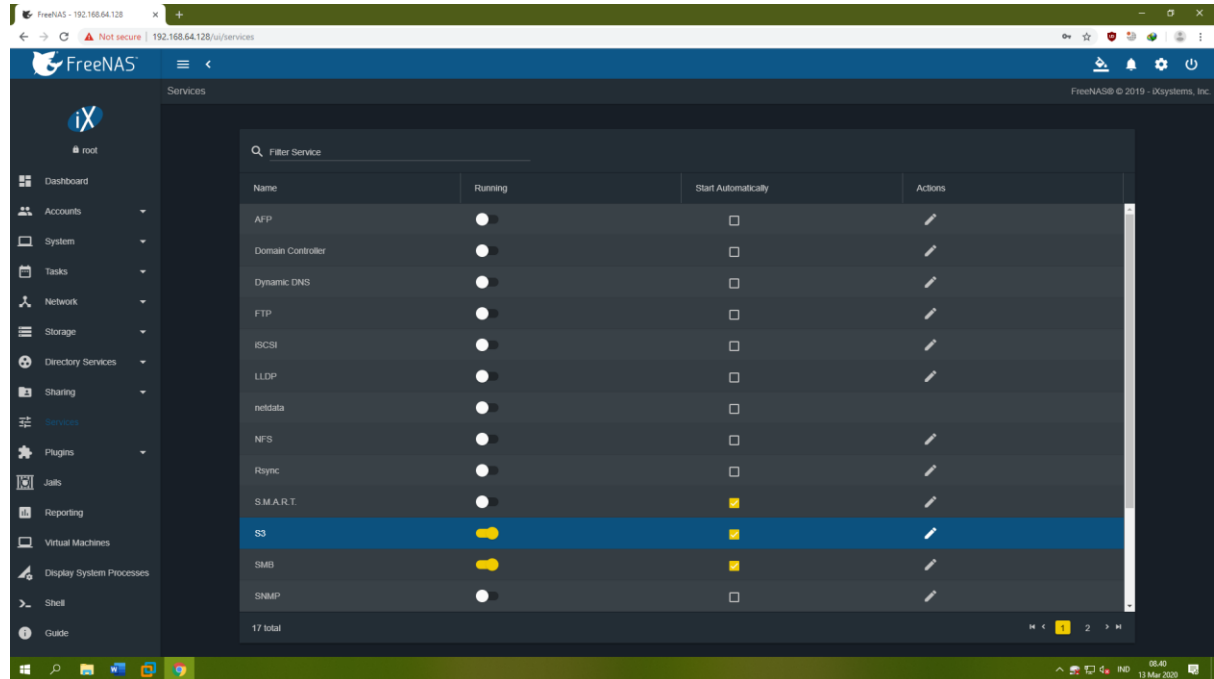 FreeNAS - 192.168.64.128
Not secure | 192.168.64.128/ui/services
FreeNAS
Services
FreeNAS® © 2019 - iXsystems, Inc.
iX
root
Dashboard
Accounts
System
Tasks
Network
Storage
Directory Services
Sharing
Services
Plugins
Jails
Reporting
Virtual Machines
Display System Processes
Shell
Guide
Filter Service
Name Running Start Automatically Actions
AFP
Domain Controller
Dynamic DNS
FTP
iSCSI
LLDP
netdata
NFS
Rsync
S.M.A.R.T.
S3
SMB
SNMP
17 total
1 2
IND
08.40
13 Mar 2020